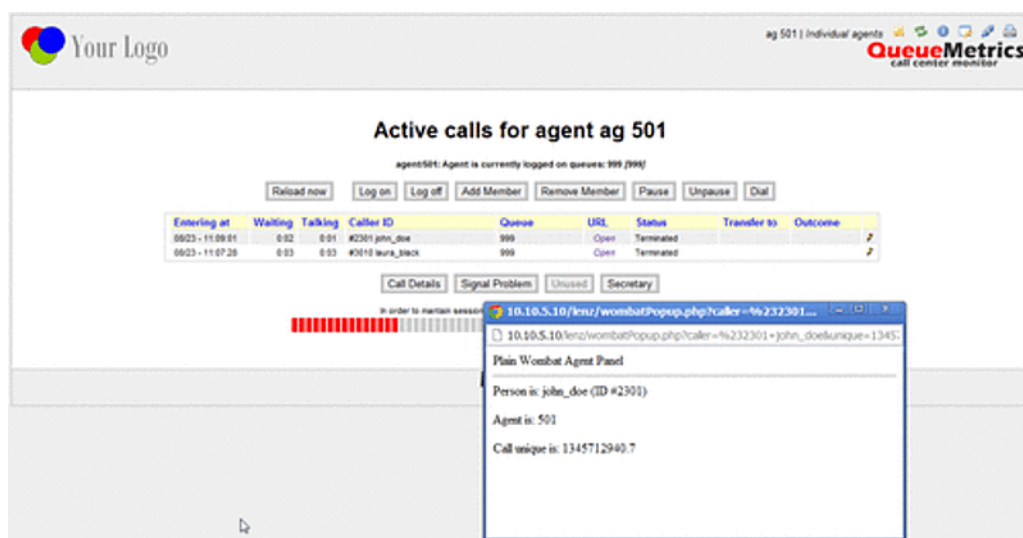 Your Logo
ag 501 | Individual agents
QueueMetrics
call center monitor
Active calls for agent ag 501
agent/501: Agent is currently logged on queues: 999 [999]
Reload now Log on Log off Add Member Remove Member Pause Unpause Dial
Entering at Waiting Talking Caller ID Queue URL Status Transfer to Outcome
08/23 - 11:09:01 0:02 0:01 #2301 john_doe 999 Open Terminated
08/23 - 11:07:28 0:03 0:03 #3010 laura_black 999 Open Terminated
Call Details Signal Problem Unused Secretary
In order to mantain session
10.10.5.10/lenz/wombatPopup.php?caller=%232301...
10.10.5.10/lenz/wombatPopup.php?caller=%232301+john_doe&unique=13457
Plain Wombat Agent Panel
Person is: john_doe (ID #2301)
Agent is: 501
Call unique is: 1345712940.7